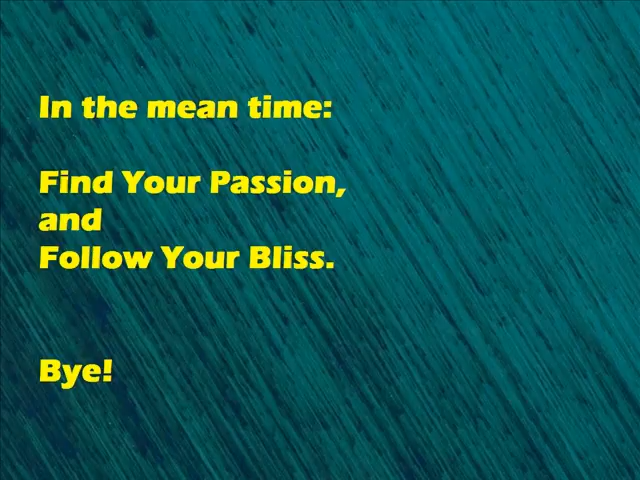 In the mean time:
Find Your Passion,
and
Follow Your Bliss.
Bye!